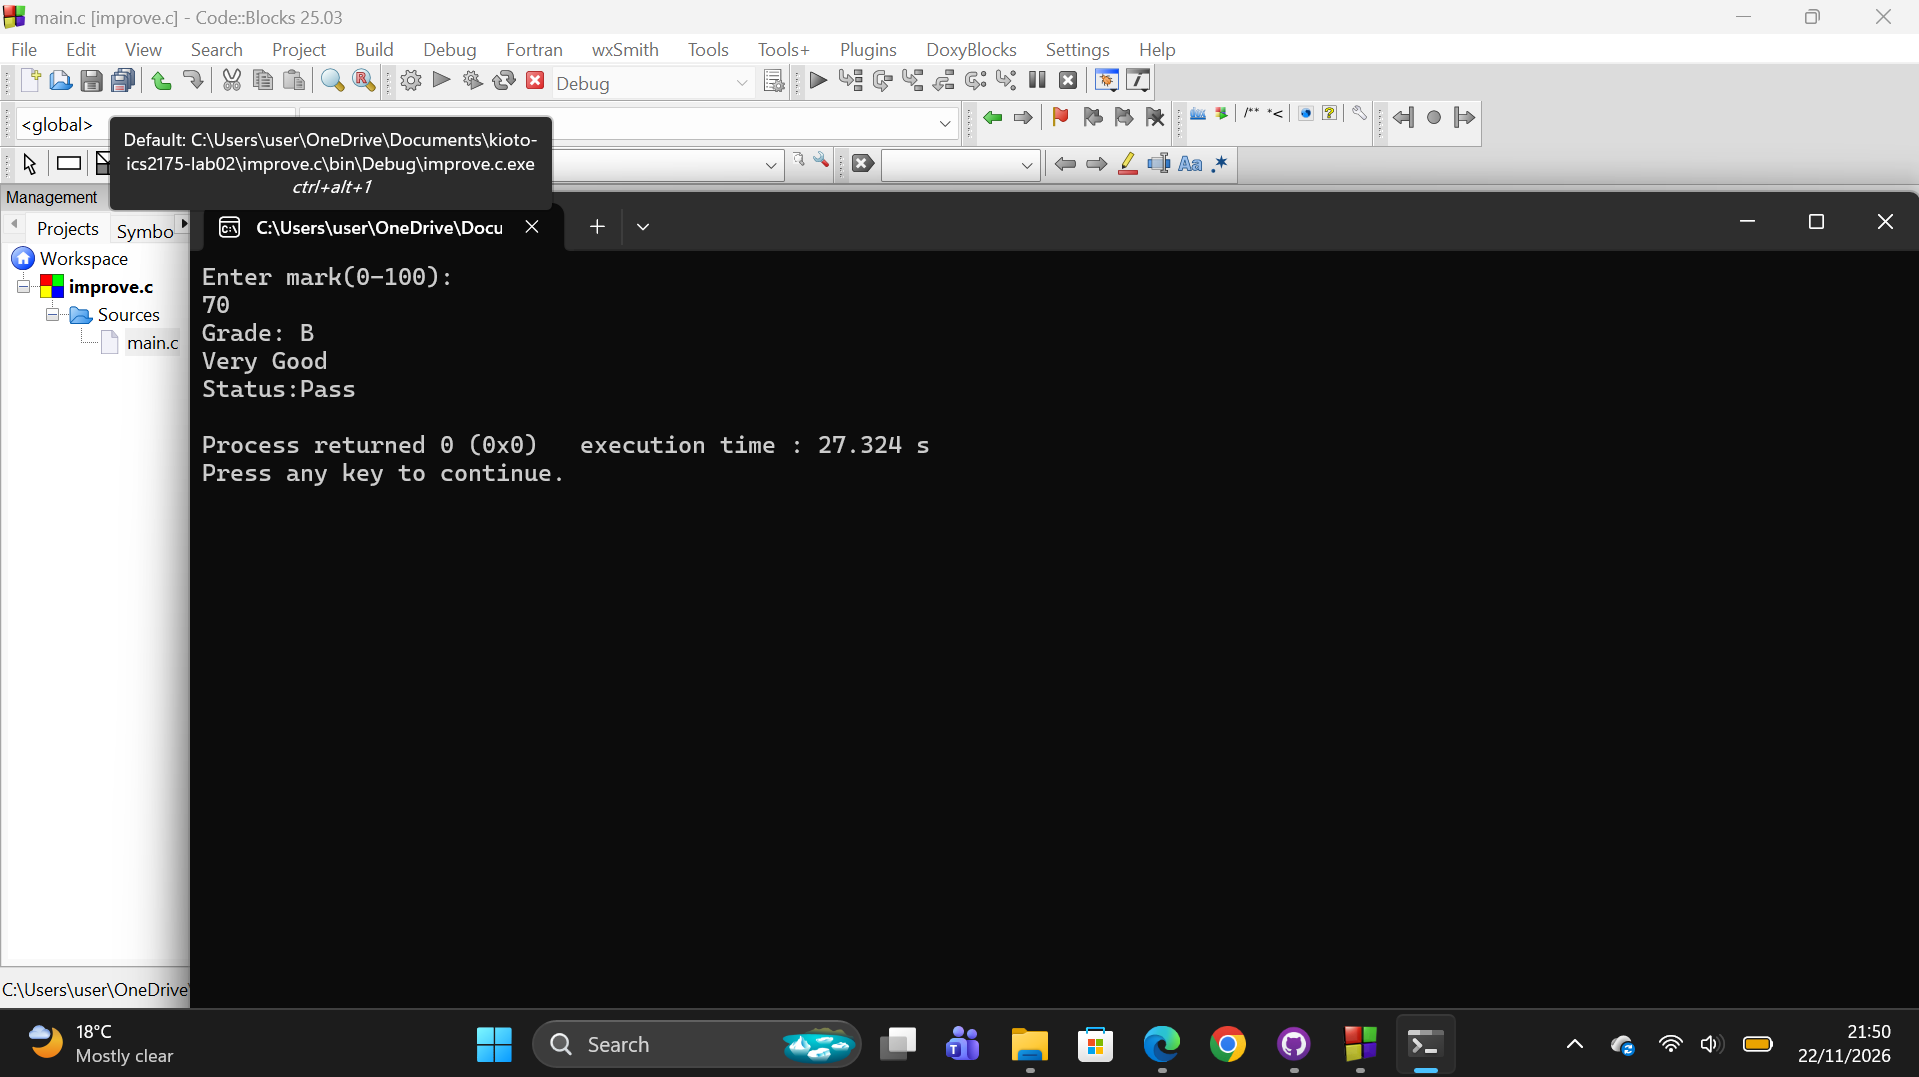 main.c [improve.c] - Code::Blocks 25.03
File Edit View Search Project Build Debug Fortran wxSmith Tools Tools+ Plugins DoxyBlocks Settings Help
Debug
<global>
/** *<
Default: C:\Users\user\OneDrive\Documents\kioto-
ics2175-lab02\improve.c\bin\Debug\improve.c.exe
ctrl+alt+1
Aa .*
Management
Projects Symbo
C:\Users\user\OneDrive\Docu
Workspace
improve.c
Sources
main.c
Enter mark(0-100):
70
Grade: B
Very Good
Status:Pass
Process returned 0 (0x0)   execution time : 27.324 s
Press any key to continue.
C:\Users\user\OneDrive
18°C
Mostly clear
Search
21:50
22/11/2026